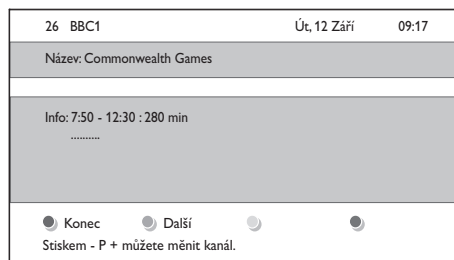 26 BBC1 Út, 12 Září 09:17
Název: Commonwealth Games
Info: 7:50 - 12:30 : 280 min
..........
Konec Další
Stiskem - P + můžete měnit kanál.